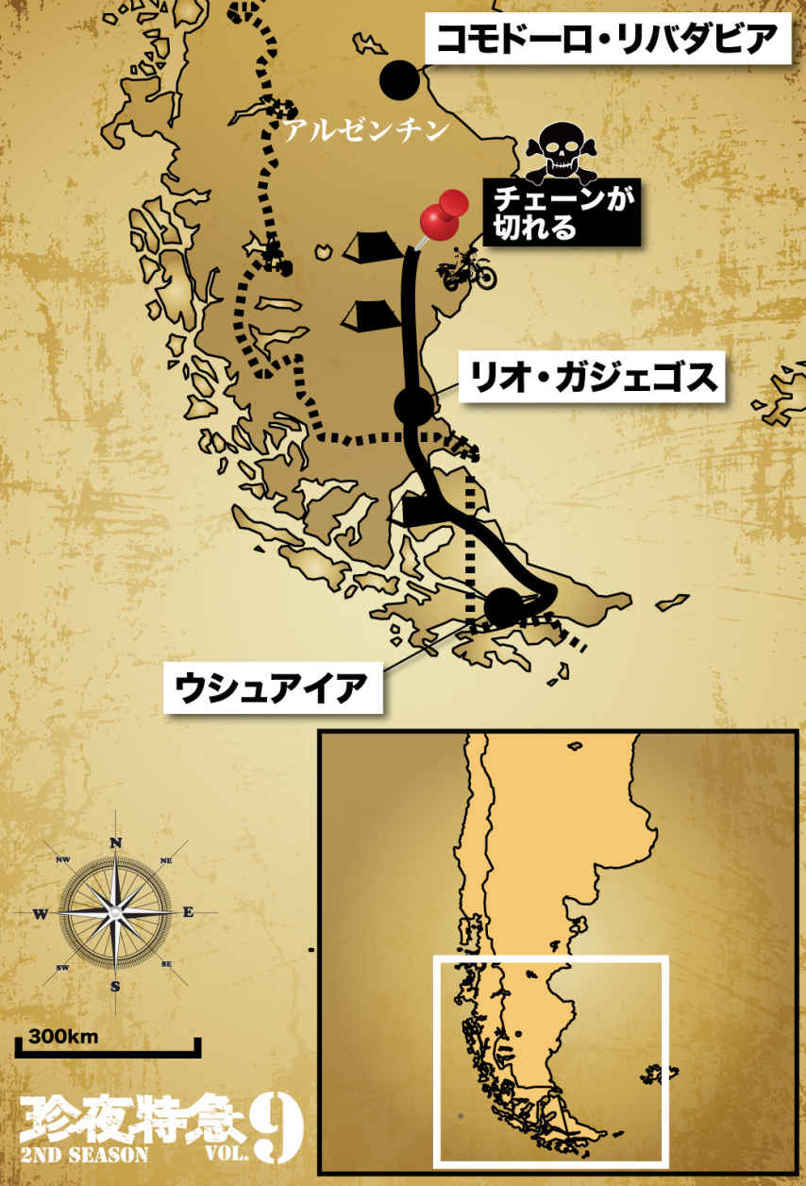 コモドーロ・リバダビア
アルゼンチン
チェーンが
切れる
リオ・ガジェゴス
ウシュアイア
N
NW
NE
W
E
SW
SE
S
300km
珍夜特急9
2ND SEASON VOL.